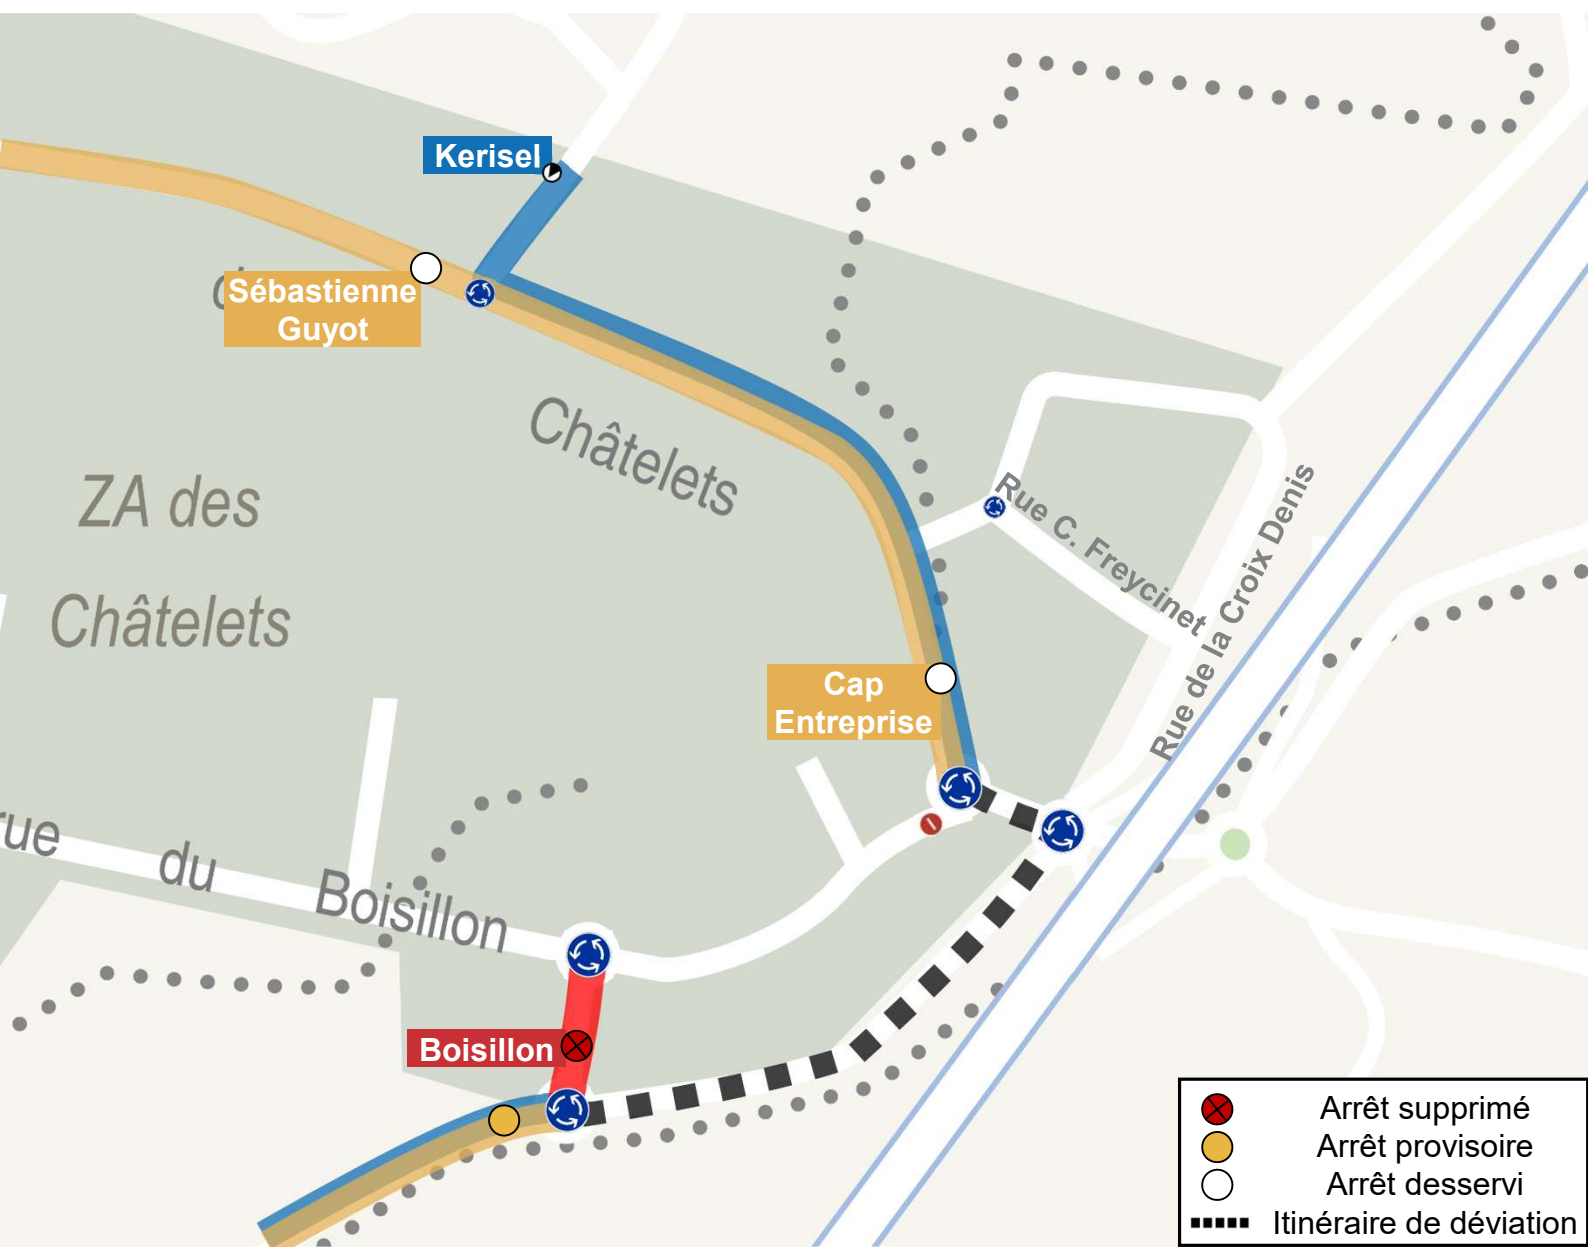 Kerisel
d
Sébastienne
Guyot
Châtelets
ZA des
Châtelets
Rue C. Freycinet
Rue de la Croix Denis
Cap
Entreprise
rue du Boisillon
Boisillon
Arrêt supprimé
Arrêt provisoire
Arrêt desservi
Itinéraire de déviation